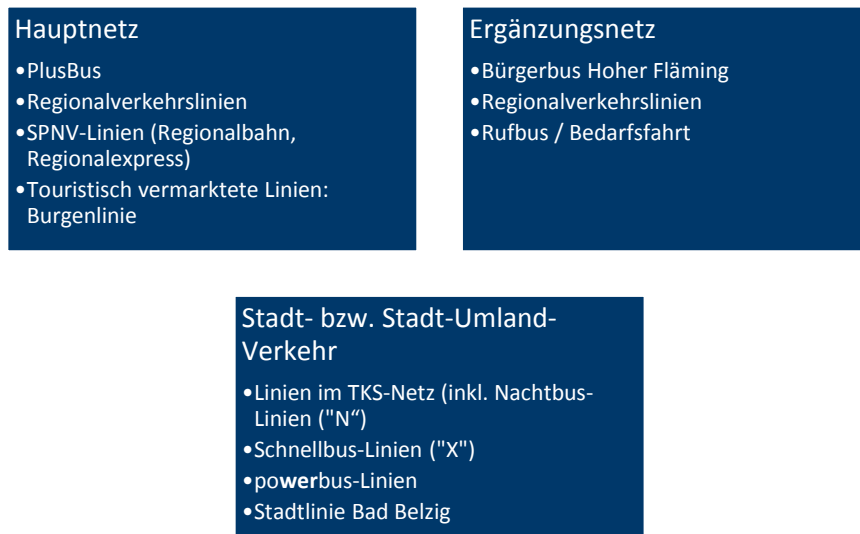 Hauptnetz
•PlusBus
•Regionalverkehrslinien
•SPNV-Linien (Regionalbahn,
Regionalexpress)
•Touristisch vermarktete Linien:
Burgenlinie
Ergänzungsnetz
•Bürgerbus Hoher Fläming
•Regionalverkehrslinien
•Rufbus / Bedarfsfahrt
Stadt- bzw. Stadt-Umland-
Verkehr
•Linien im TKS-Netz (inkl. Nachtbus-
Linien ("N“)
•Schnellbus-Linien ("X")
•powerbus-Linien
•Stadtlinie Bad Belzig